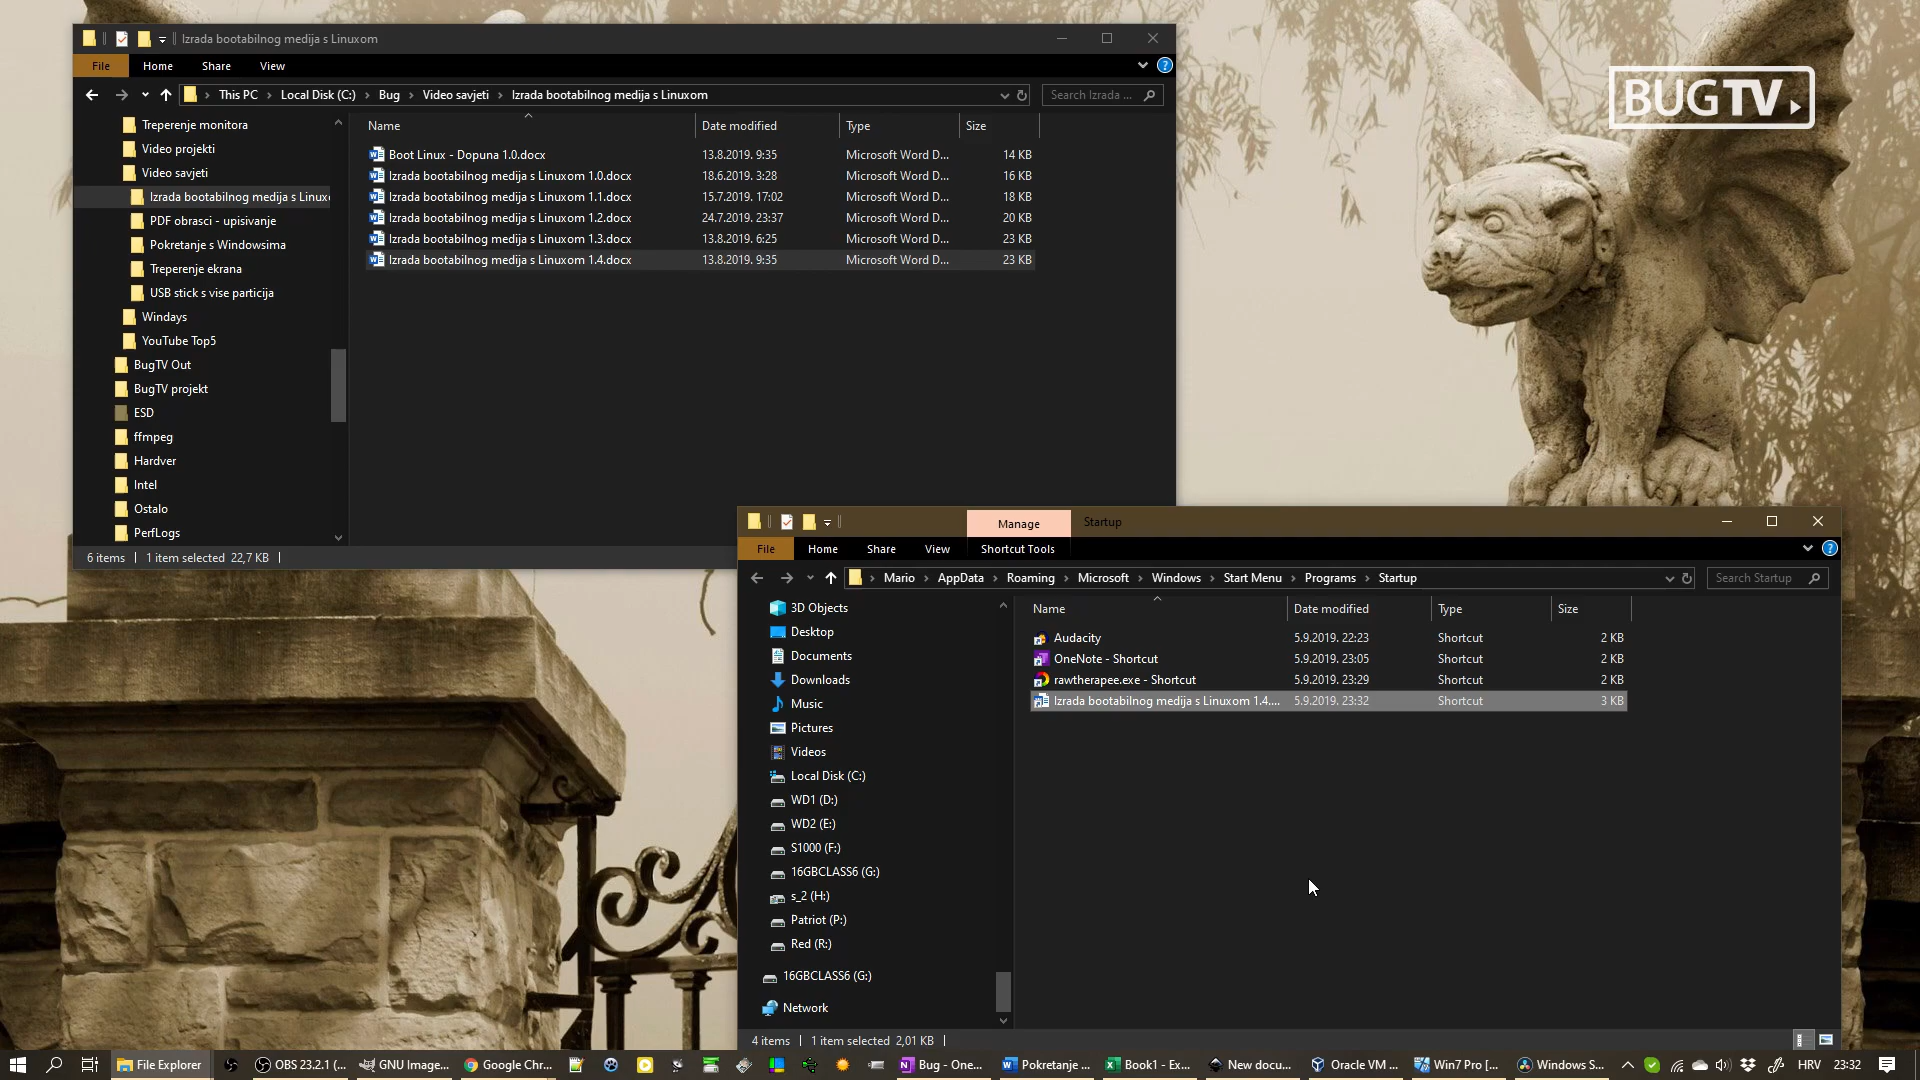 Izrada bootabilnog medija s Linuxom
File Home Share View
This PC Local Disk (C:) Bug Video savjeti Izrada bootabilnog medija s Linuxom
Search Izrada ...
Treperenje monitora
Video projekti
Video savjeti
Izrada bootabilnog medija s Linux
PDF obrasci - upisivanje
Pokretanje s Windowsima
Treperenje ekrana
USB stick s vise particija
Windays
YouTube Top5
BugTV Out
BugTV projekt
ESD
ffmpeg
Hardver
Intel
Ostalo
PerfLogs
Name Date modified Type Size
Boot Linux - Dopuna 1.0.docx 13.8.2019. 9:35 Microsoft Word D... 14 KB
Izrada bootabilnog medija s Linuxom 1.0.docx 18.6.2019. 3:28 Microsoft Word D... 16 KB
Izrada bootabilnog medija s Linuxom 1.1.docx 15.7.2019. 17:02 Microsoft Word D... 18 KB
Izrada bootabilnog medija s Linuxom 1.2.docx 24.7.2019. 23:37 Microsoft Word D... 20 KB
Izrada bootabilnog medija s Linuxom 1.3.docx 13.8.2019. 6:25 Microsoft Word D... 23 KB
Izrada bootabilnog medija s Linuxom 1.4.docx 13.8.2019. 9:35 Microsoft Word D... 23 KB
6 items 1 item selected 22,7 KB
BUGTV
Manage Startup
File Home Share View Shortcut Tools
Mario AppData Roaming Microsoft Windows Start Menu Programs Startup
Search Startup
3D Objects
Desktop
Documents
Downloads
Music
Pictures
Videos
Local Disk (C:)
WD1 (D:)
WD2 (E:)
S1000 (F:)
16GBCLASS6 (G:)
s_2 (H:)
Patriot (P:)
Red (R:)
16GBCLASS6 (G:)
Network
Name Date modified Type Size
Audacity 5.9.2019. 22:23 Shortcut 2 KB
OneNote - Shortcut 5.9.2019. 23:05 Shortcut 2 KB
rawtherapee.exe - Shortcut 5.9.2019. 23:29 Shortcut 2 KB
Izrada bootabilnog medija s Linuxom 1.4.... 5.9.2019. 23:32 Shortcut 3 KB
4 items 1 item selected 2,01 KB
File Explorer OBS 23.2.1 (... GNU Image... Google Chr... Bug - One... Pokretanje ... Book1 - Ex... New docu... Oracle VM ... Win7 Pro [... Windows S... HRV 23:32